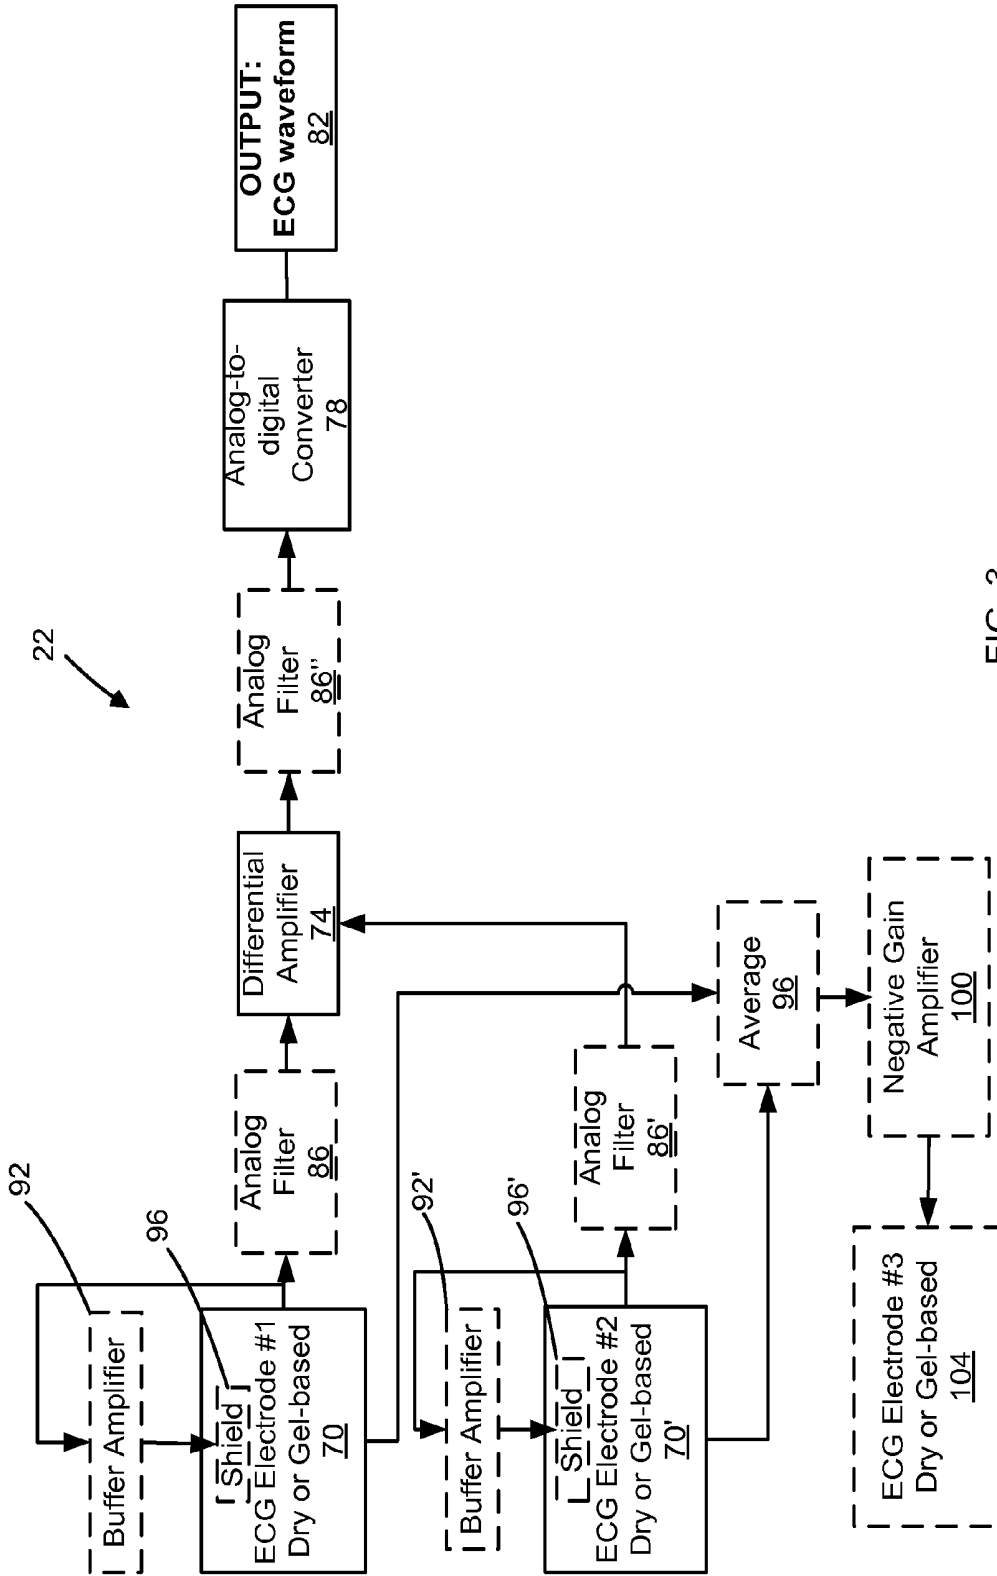 92
Buffer Amplifier
96
Shield
ECG Electrode #1
Dry or Gel-based
70
Analog
Filter
86
Differential
Amplifier
74
22
Analog
Filter
86"
Analog-to-
digital
Converter
78
OUTPUT:
ECG waveform
82
92'
Buffer Amplifier
96'
Shield
ECG Electrode #2
Dry or Gel-based
70'
Analog
Filter
86'
Average
96
Negative Gain
Amplifier
100
ECG Electrode #3
Dry or Gel-based
104
FIG. 3